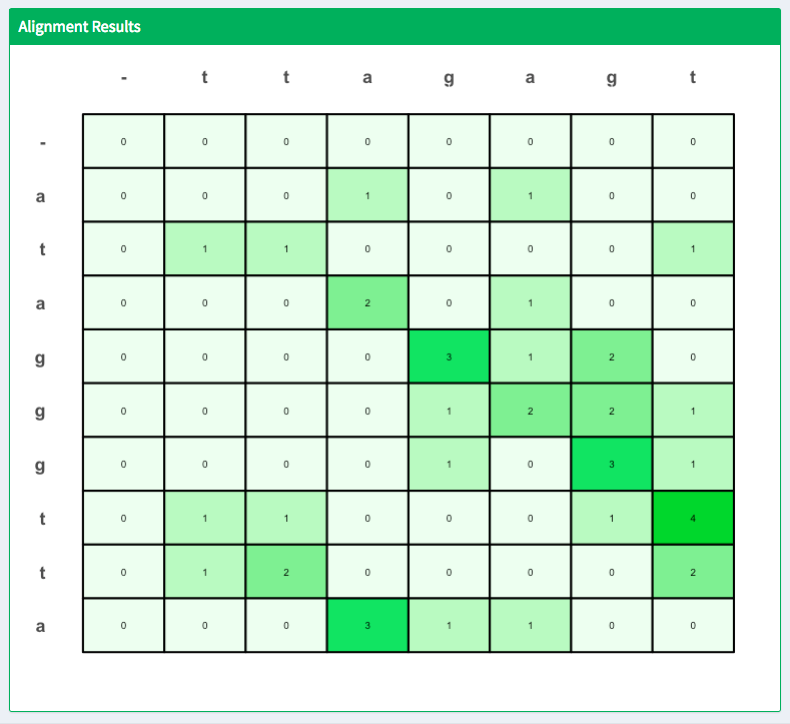 Alignment Results
- t t a g a g t
- 0 0 0 0 0 0 0 0
a 0 0 0 1 0 1 0 0
t 0 1 1 0 0 0 0 1
a 0 0 0 2 0 1 0 0
g 0 0 0 0 3 1 2 0
g 0 0 0 0 1 2 2 1
g 0 0 0 0 1 0 3 1
t 0 1 1 0 0 0 1 4
t 0 1 2 0 0 0 0 2
a 0 0 0 3 1 1 0 0